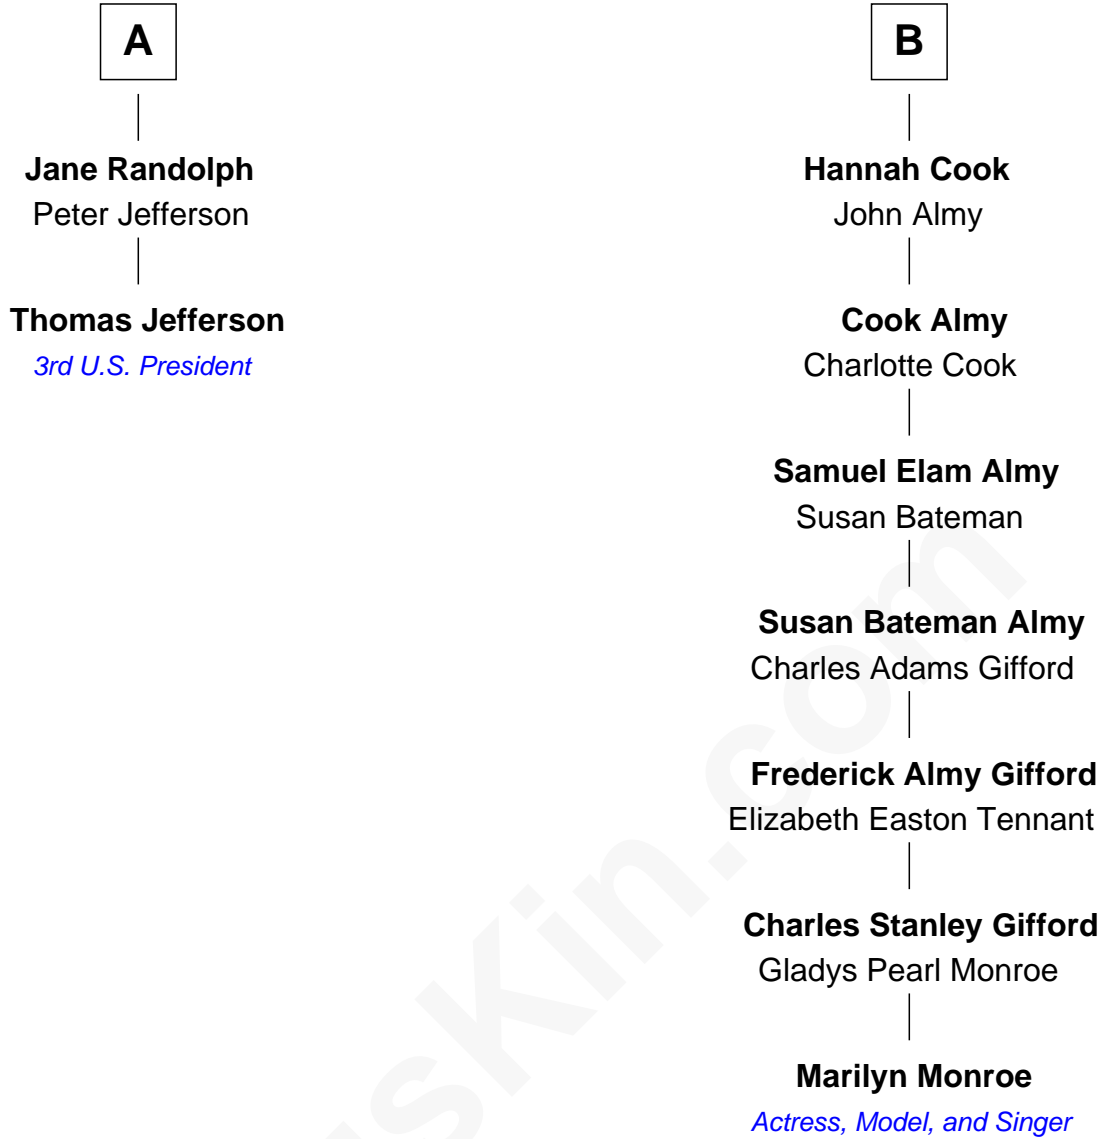 A
Jane Randolph
Peter Jefferson
Thomas Jefferson
3rd U.S. President
B
Hannah Cook
John Almy
Cook Almy
Charlotte Cook
Samuel Elam Almy
Susan Bateman
Susan Bateman Almy
Charles Adams Gifford
Frederick Almy Gifford
Elizabeth Easton Tennant
Charles Stanley Gifford
Gladys Pearl Monroe
Marilyn Monroe
Actress, Model, and Singer
sKin.com